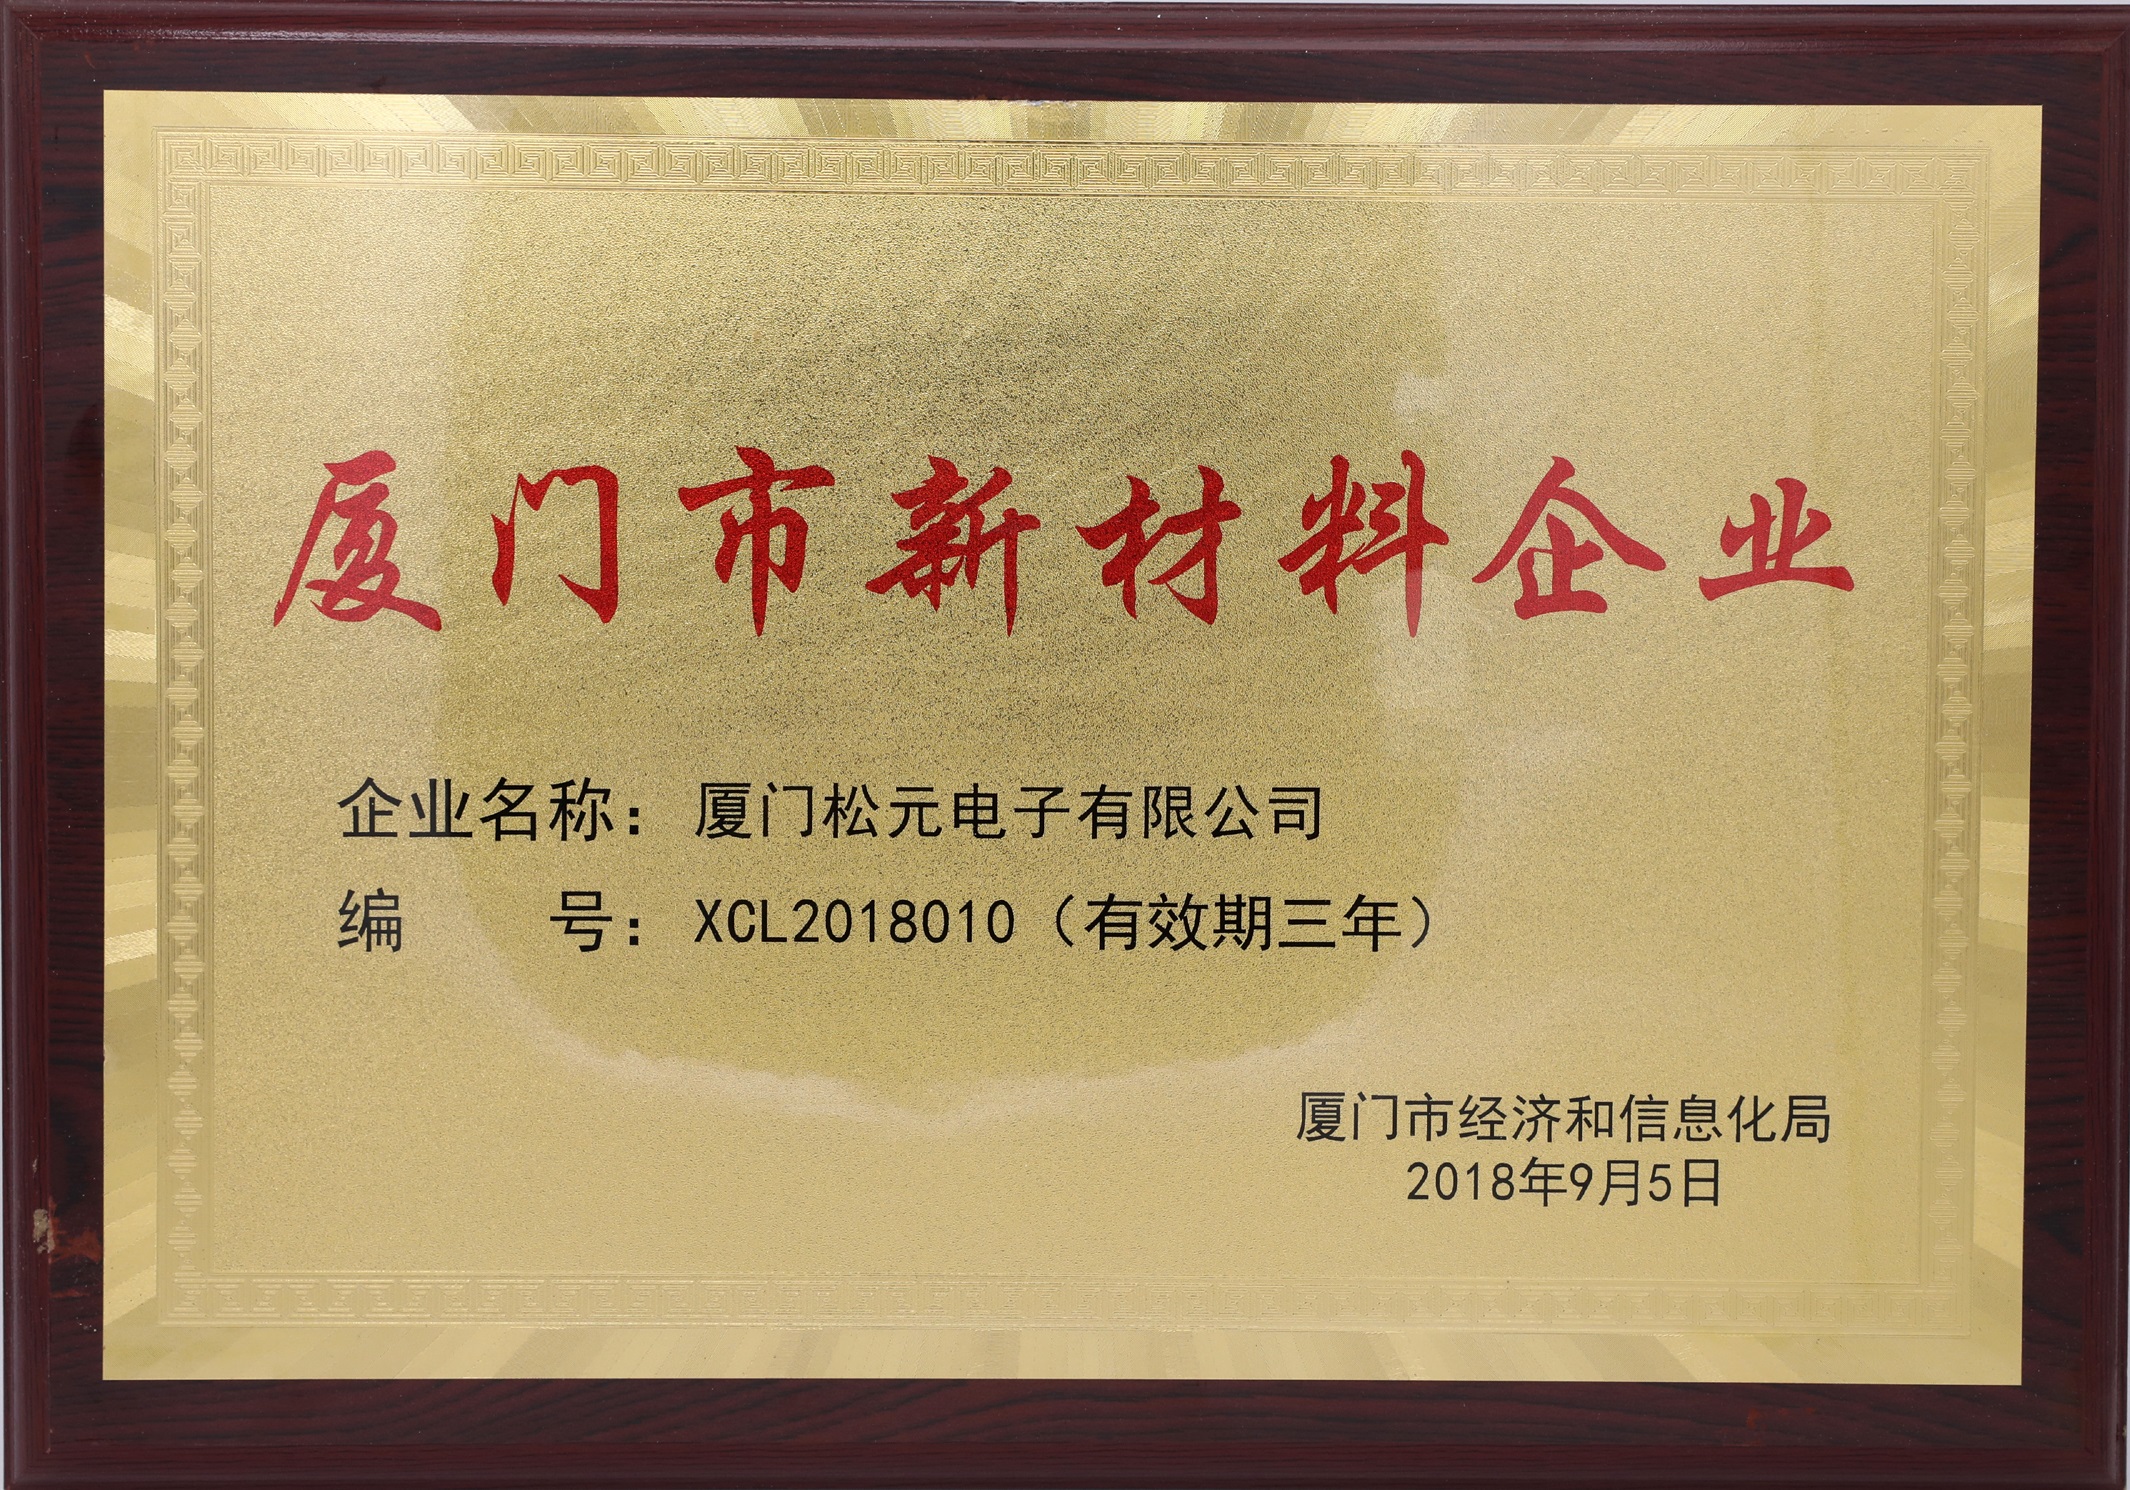 厦门市新材料企业
企业名称：厦门松元电子有限公司
编　　号：XCL2018010（有效期三年）
厦门市经济和信息化局
2018年9月5日